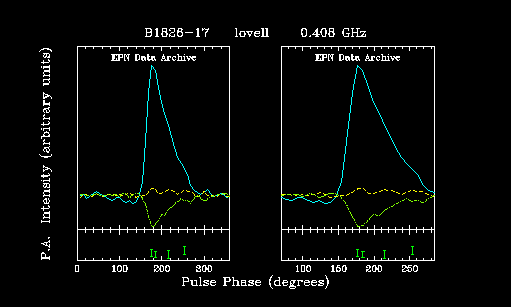 B1826-17 lovell 0.408 GHz
EPN Data Archive EPN Data Archive
P.A. Intensity (arbitrary units)
0 100 200 300 100 150 200 250
Pulse Phase (degrees)